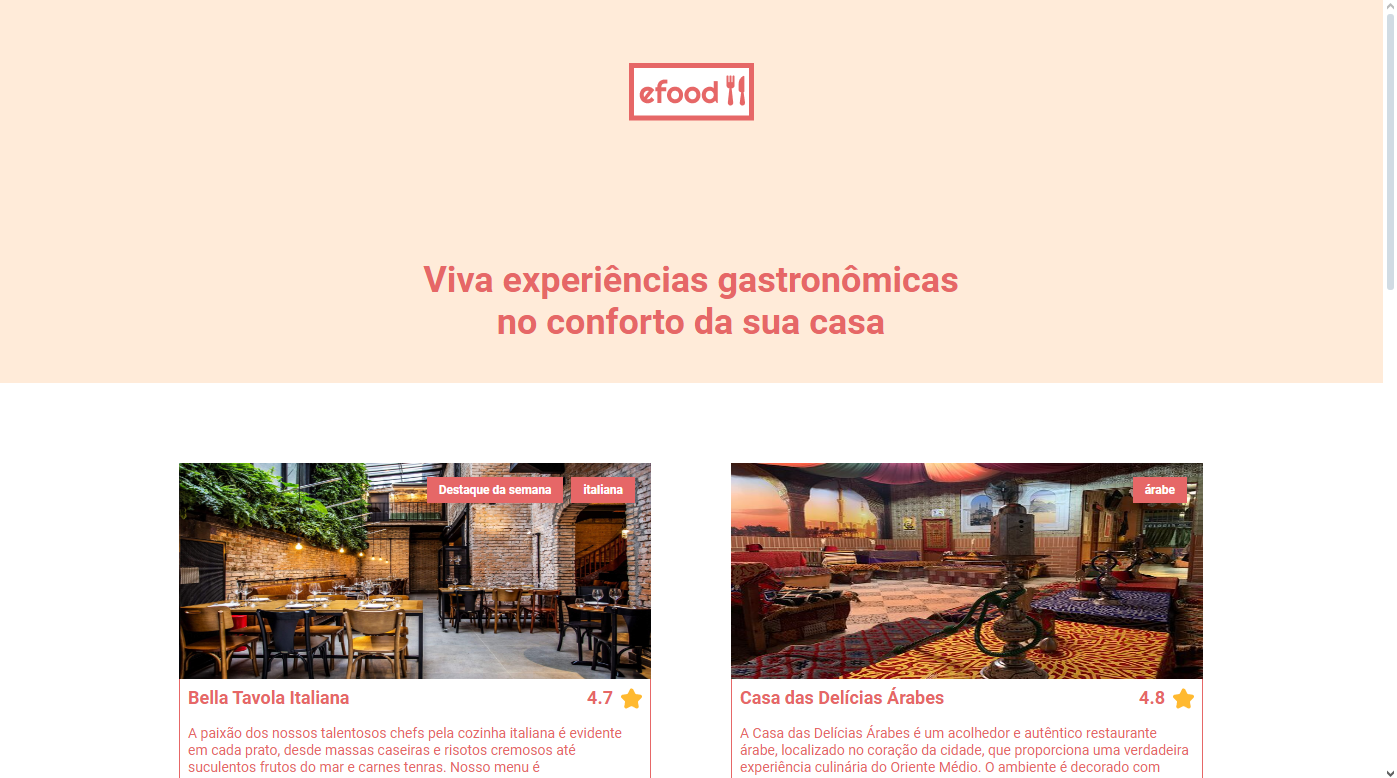 efood
Viva experiências gastronômicas
no conforto da sua casa
Destaque da semana
italiana
árabe
Bella Tavola Italiana
4.7
A paixão dos nossos talentosos chefs pela cozinha italiana é evidente
em cada prato, desde massas caseiras e risotos cremosos até
suculentos frutos do mar e carnes tenras. Nosso menu é
Casa das Delícias Árabes
4.8
A Casa das Delícias Árabes é um acolhedor e autêntico restaurante
árabe, localizado no coração da cidade, que proporciona uma verdadeira
experiência culinária do Oriente Médio. O ambiente é decorado com